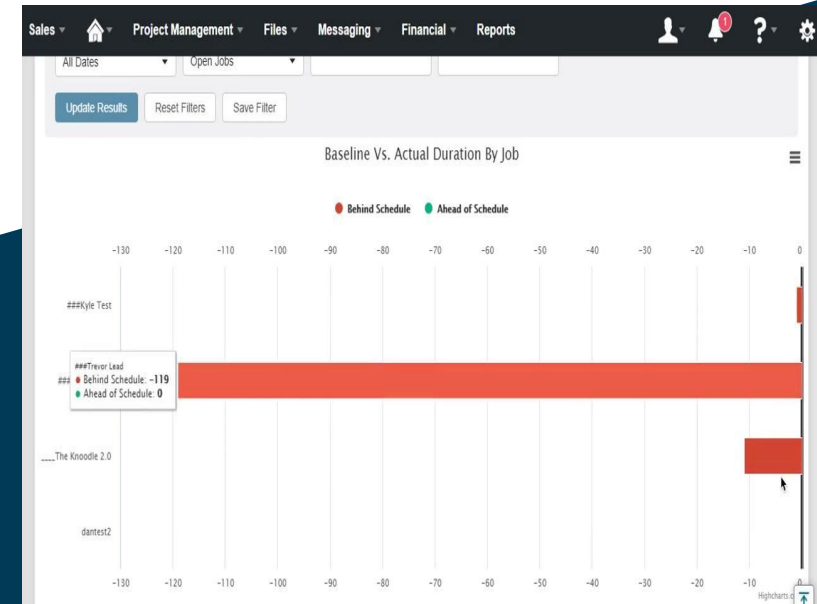 Sales Project Management Files Messaging Financial Reports 1 ?
All Dates Open Jobs
Update Results Reset Filters Save Filter
Baseline Vs. Actual Duration By Job
Behind Schedule Ahead of Schedule
-130 -120 -110 -100 -90 -80 -70 -60 -50 -40 -30 -20 -10 0
###Kyle Test
###Trevor Lead
### Behind Schedule: -119
Ahead of Schedule: 0
____The Knoodle 2.0
dantest2
-130 -120 -110 -100 -90 -80 -70 -60 -50 -40 -30 -20 -10 0
Highcharts.c